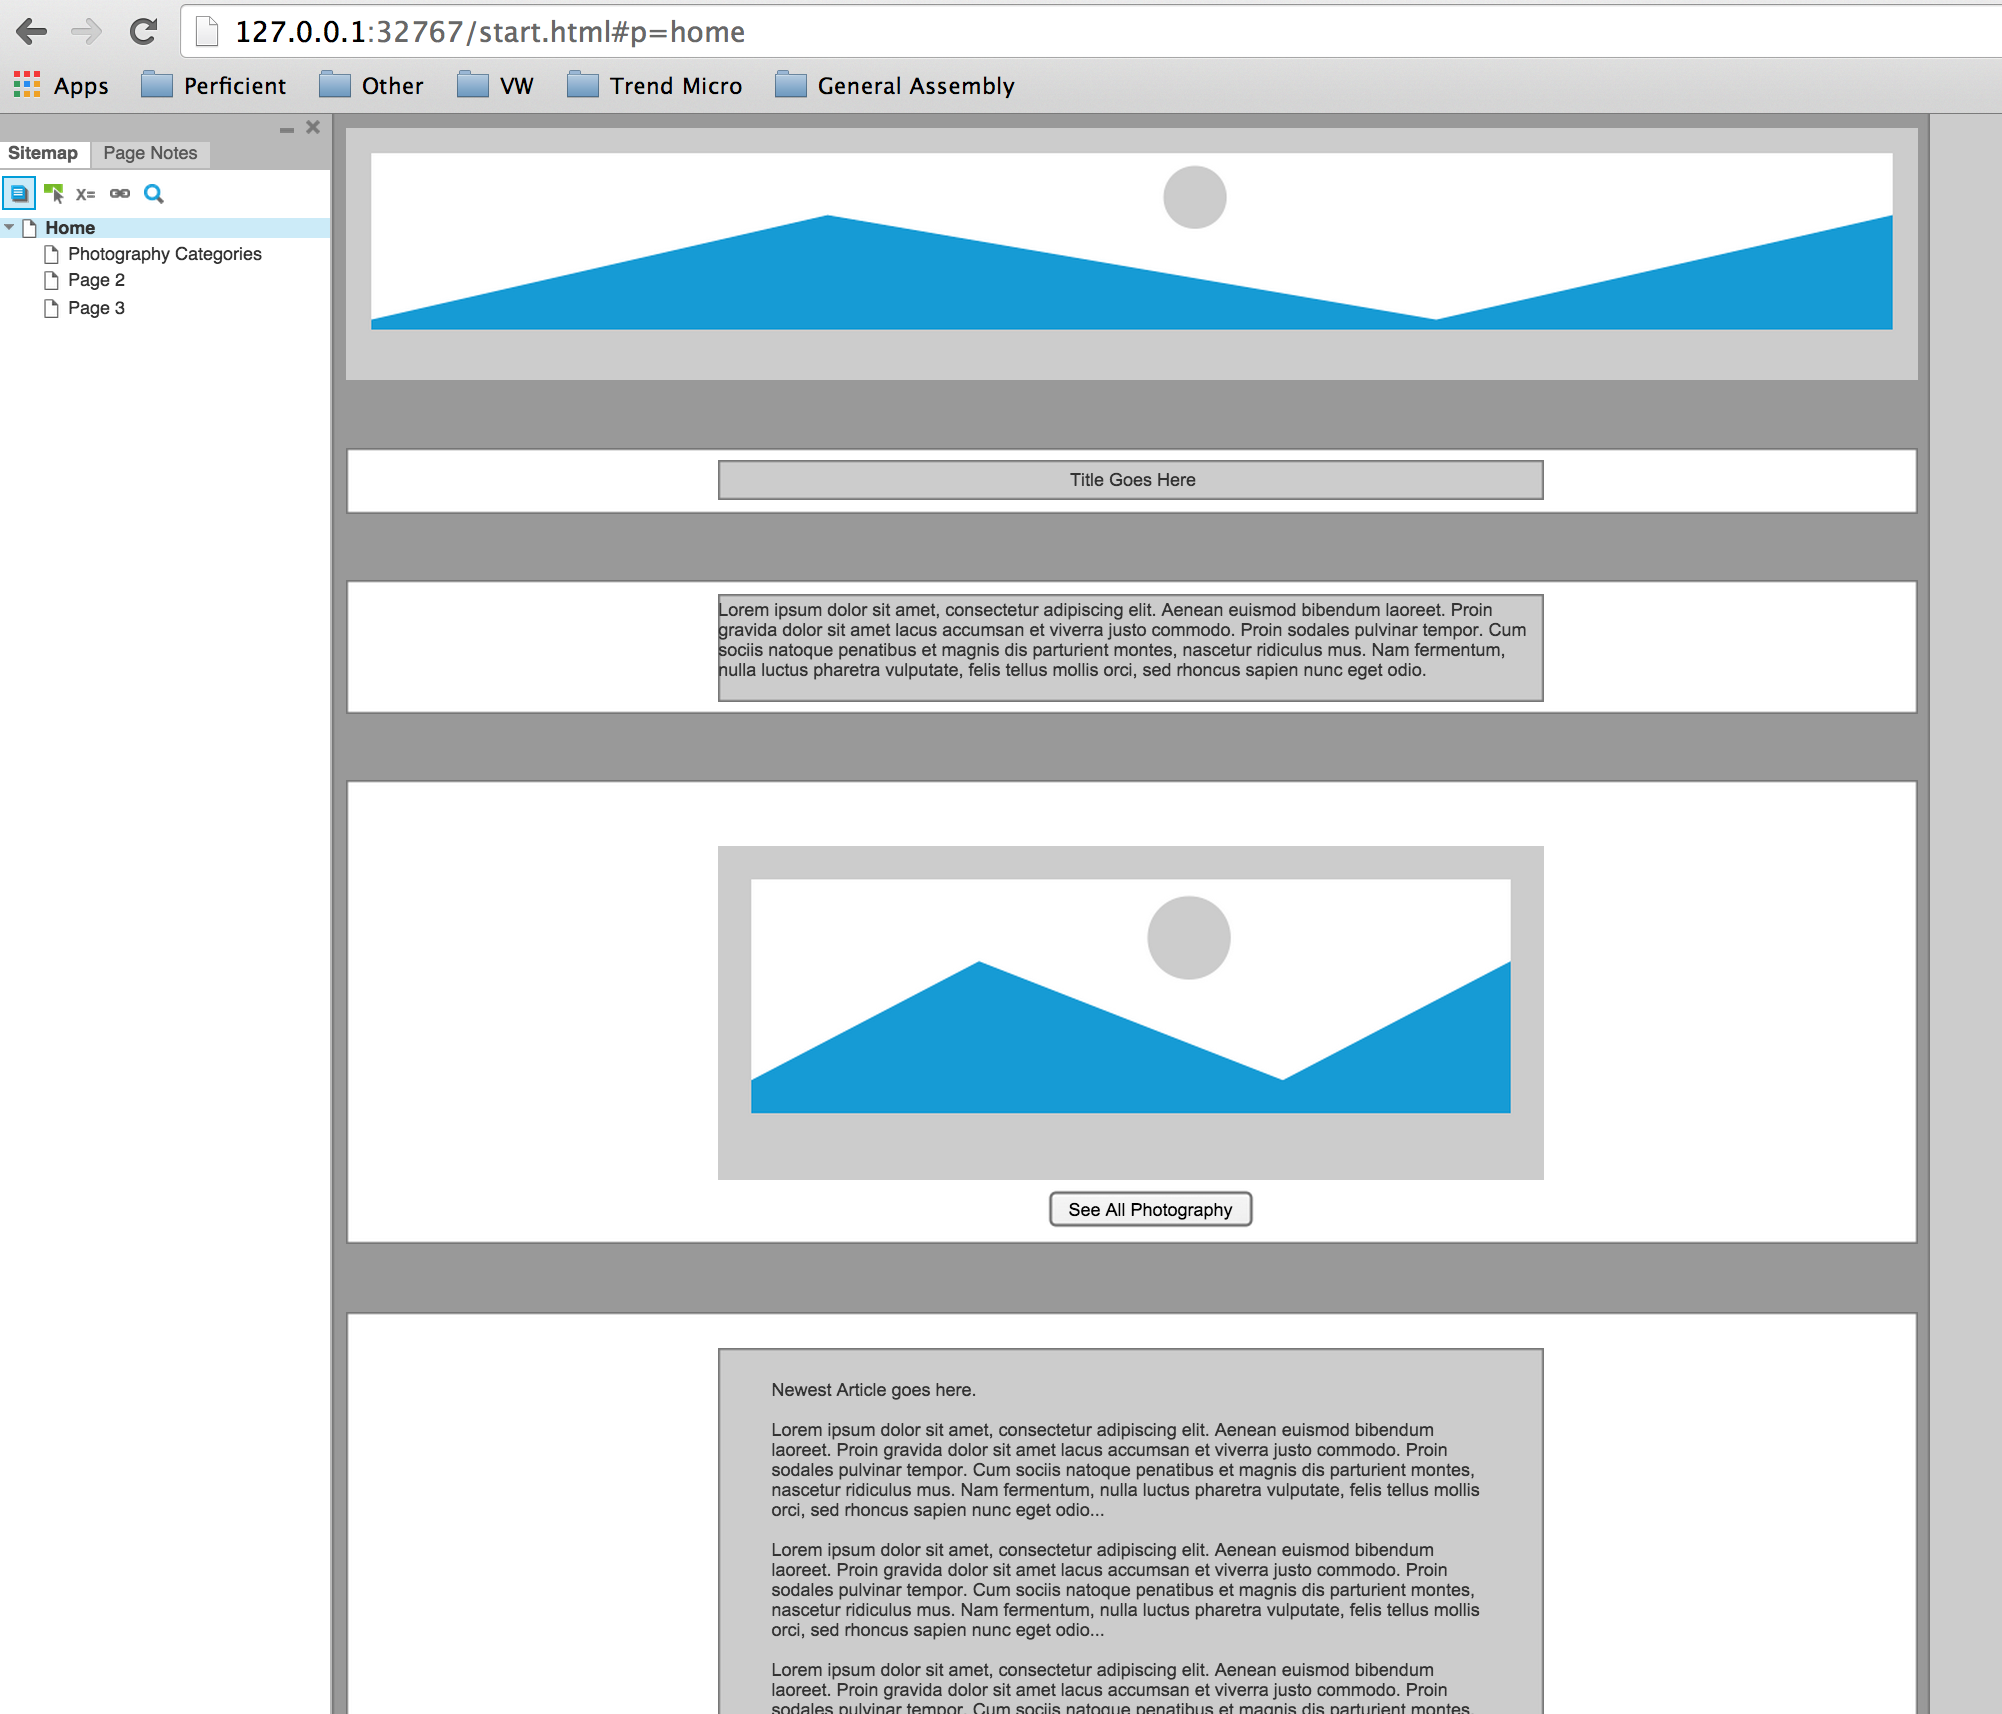 127.0.0.1:32767/start.html#p=home
Apps Perficient Other VW Trend Micro General Assembly
Sitemap Page Notes
x=
Home
Photography Categories
Page 2
Page 3
Title Goes Here
Lorem ipsum dolor sit amet, consectetur adipiscing elit. Aenean euismod bibendum laoreet. Proin
gravida dolor sit amet lacus accumsan et viverra justo commodo. Proin sodales pulvinar tempor. Cum
sociis natoque penatibus et magnis dis parturient montes, nascetur ridiculus mus. Nam fermentum,
nulla luctus pharetra vulputate, felis tellus mollis orci, sed rhoncus sapien nunc eget odio.
See All Photography
Newest Article goes here.
Lorem ipsum dolor sit amet, consectetur adipiscing elit. Aenean euismod bibendum
laoreet. Proin gravida dolor sit amet lacus accumsan et viverra justo commodo. Proin
sodales pulvinar tempor. Cum sociis natoque penatibus et magnis dis parturient montes,
nascetur ridiculus mus. Nam fermentum, nulla luctus pharetra vulputate, felis tellus mollis
orci, sed rhoncus sapien nunc eget odio...
Lorem ipsum dolor sit amet, consectetur adipiscing elit. Aenean euismod bibendum
laoreet. Proin gravida dolor sit amet lacus accumsan et viverra justo commodo. Proin
sodales pulvinar tempor. Cum sociis natoque penatibus et magnis dis parturient montes,
nascetur ridiculus mus. Nam fermentum, nulla luctus pharetra vulputate, felis tellus mollis
orci, sed rhoncus sapien nunc eget odio...
Lorem ipsum dolor sit amet, consectetur adipiscing elit. Aenean euismod bibendum
laoreet. Proin gravida dolor sit amet lacus accumsan et viverra justo commodo. Proin
sodales pulvinar tempor. Cum sociis natoque penatibus et magnis dis parturient montes,